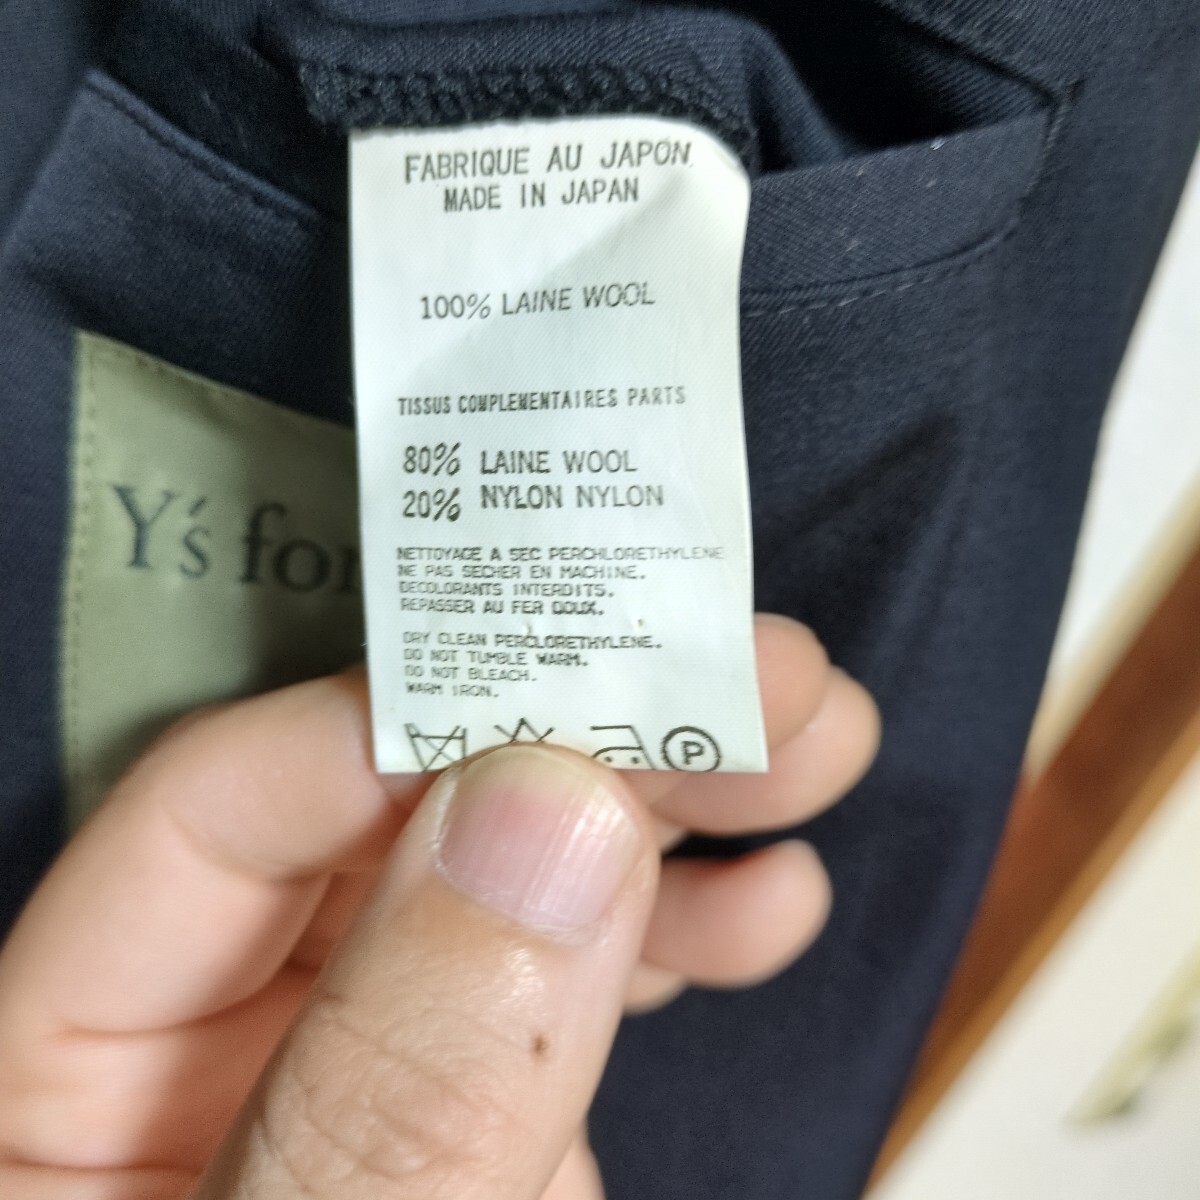 FABRIQUE AU JAPON
MADE IN JAPAN
100% LAINE WOOL
TISSUS COMPLEMENTAIRES PARTS
80% LAINE WOOL
20% NYLON NYLON
NETTOYAGE A SEC PERCHLORETHYLENE
NE PAS SECHER EN MACHINE.
DECOLORANTS INTERDITS.
REPASSER AU FER DOUX.
DRY CLEAN PERCLORETHYLENE.
DO NOT TUMBLE WARM.
DO NOT BLEACH.
WARM IRON.
P
Y's for